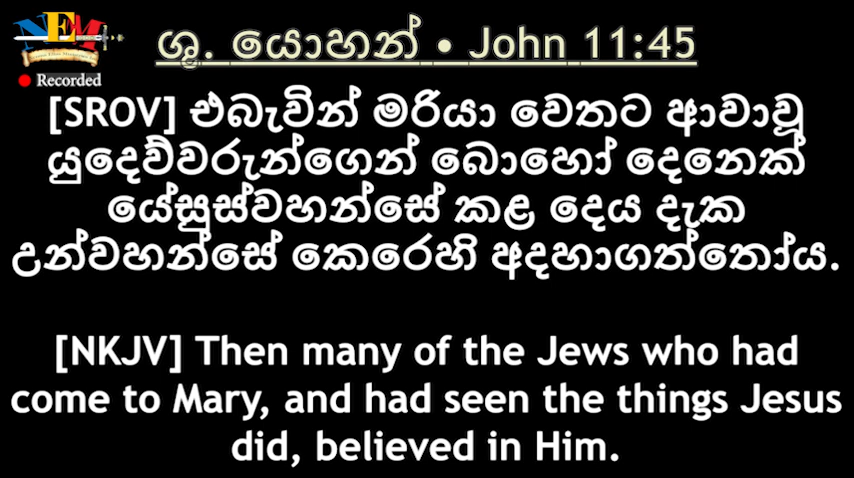 NEM
Recorded
ශු. යොහන් • John 11:45
[SROV] එබැවින් මරියා වෙතට ආවාවූ
යුදෙව්වරුන්ගෙන් බොහෝ දෙනෙක්
යේසුස්වහන්සේ කළ දෙය දැක
උන්වහන්සේ කෙරෙහි අදහාගත්තෝය.
[NKJV] Then many of the Jews who had
come to Mary, and had seen the things Jesus
did, believed in Him.